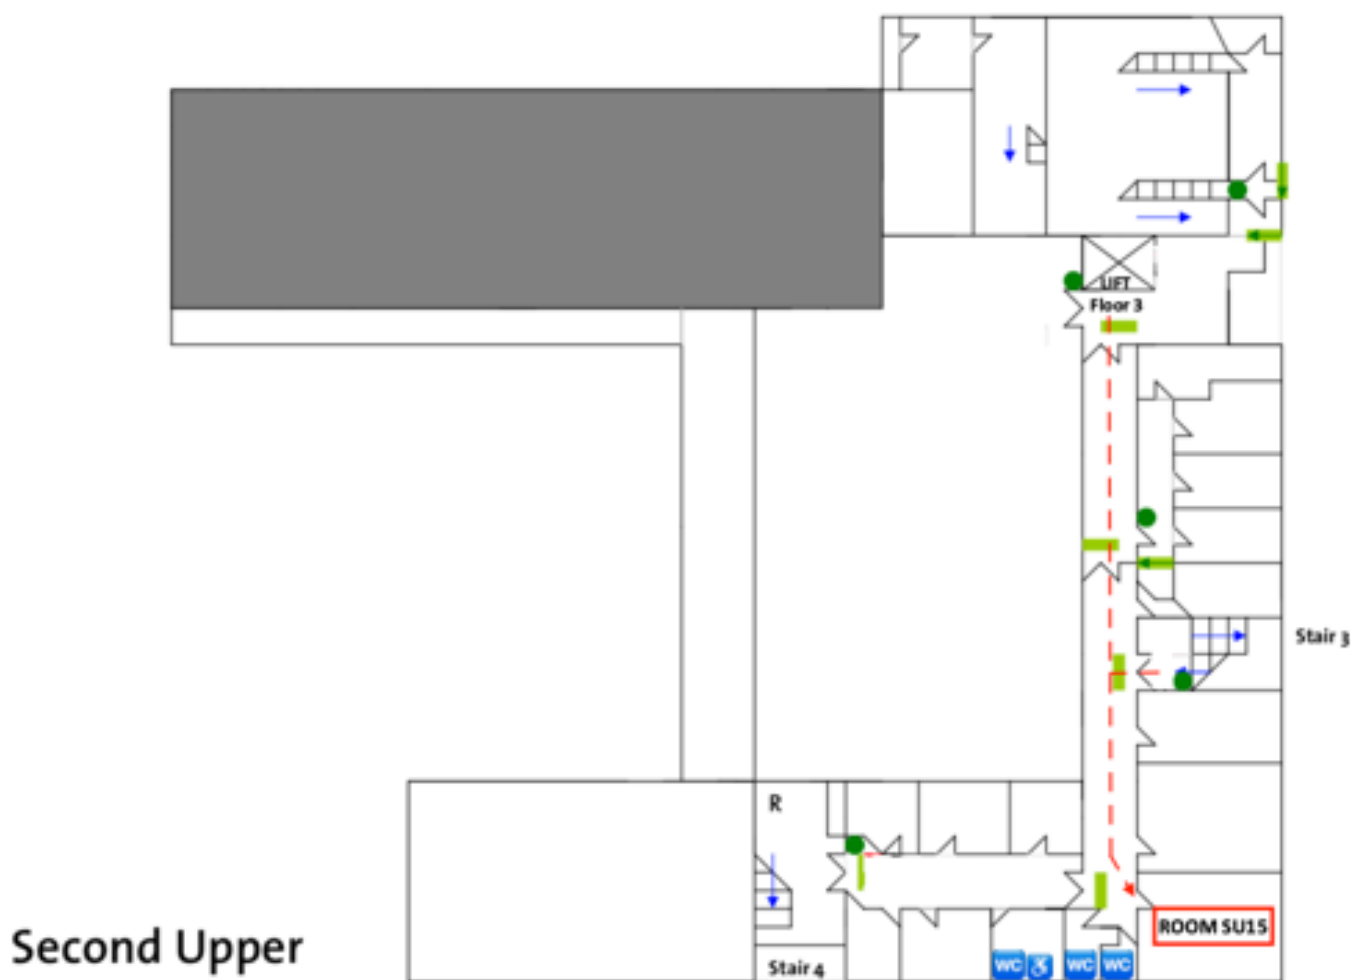 LIFT
Floor 3
Stair 3
R
ROOM SU15
Second Upper
Stair 4
WC
WC
WC